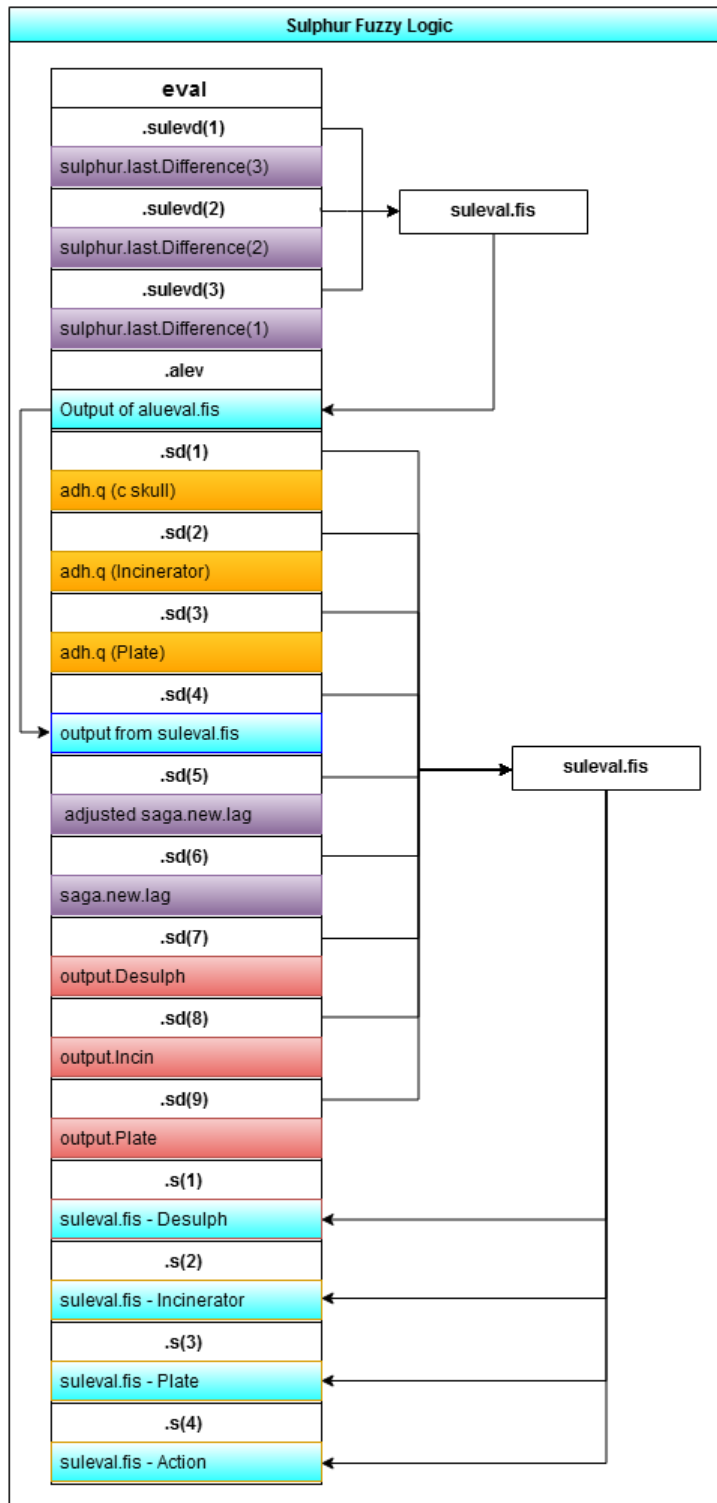 Sulphur Fuzzy Logic
eval
.sulevd(1)
sulphur.last.Difference(3)
.sulevd(2)
suleval.fis
sulphur.last.Difference(2)
.sulevd(3)
sulphur.last.Difference(1)
.alev
Output of alueval.fis
.sd(1)
adh.q (c skull)
.sd(2)
adh.q (Incinerator)
.sd(3)
adh.q (Plate)
.sd(4)
output from suleval.fis
.sd(5)
suleval.fis
adjusted saga.new.lag
.sd(6)
saga.new.lag
.sd(7)
output.Desulph
.sd(8)
output.Incin
.sd(9)
output.Plate
.s(1)
suleval.fis - Desulph
.s(2)
suleval.fis - Incinerator
.s(3)
suleval.fis - Plate
.s(4)
suleval.fis - Action